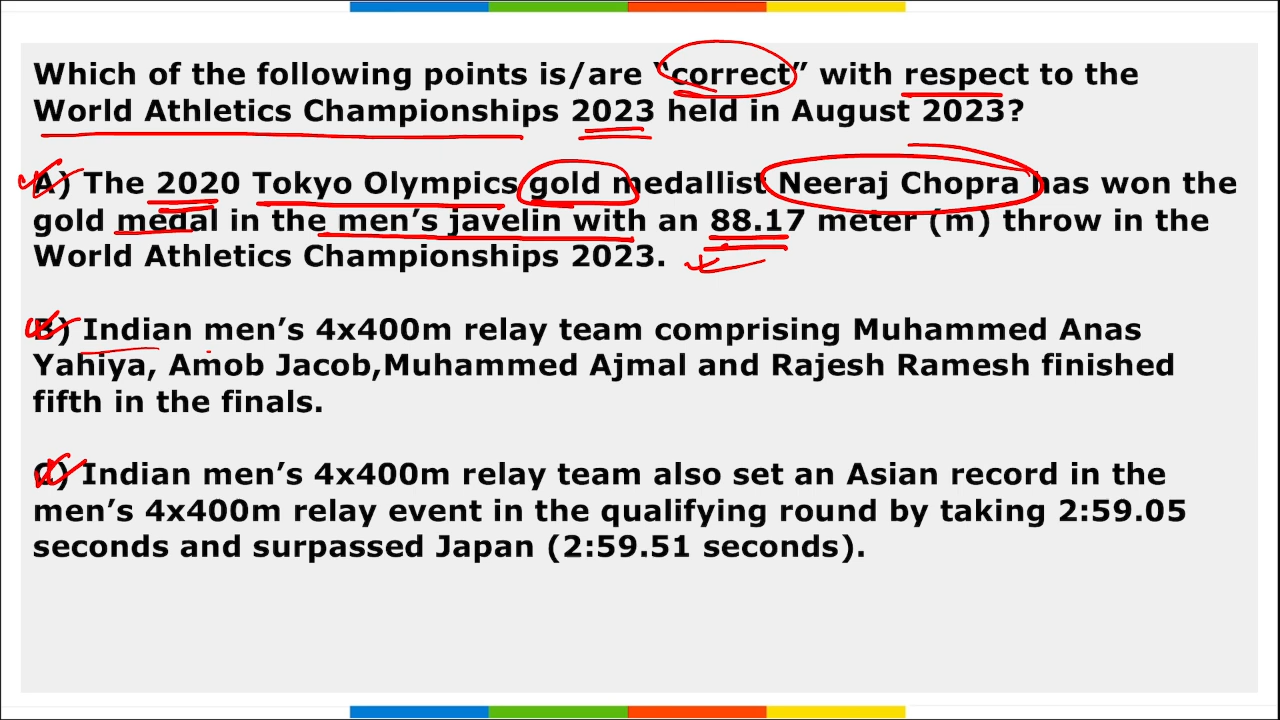 Which of the following points is/are “correct” with respect to the
World Athletics Championships 2023 held in August 2023?
A) The 2020 Tokyo Olympics gold medallist Neeraj Chopra has won the
gold medal in the men’s javelin with an 88.17 meter (m) throw in the
World Athletics Championships 2023.
B) Indian men’s 4x400m relay team comprising Muhammed Anas
Yahiya, Amob Jacob,Muhammed Ajmal and Rajesh Ramesh finished
fifth in the finals.
C) Indian men’s 4x400m relay team also set an Asian record in the
men’s 4x400m relay event in the qualifying round by taking 2:59.05
seconds and surpassed Japan (2:59.51 seconds).